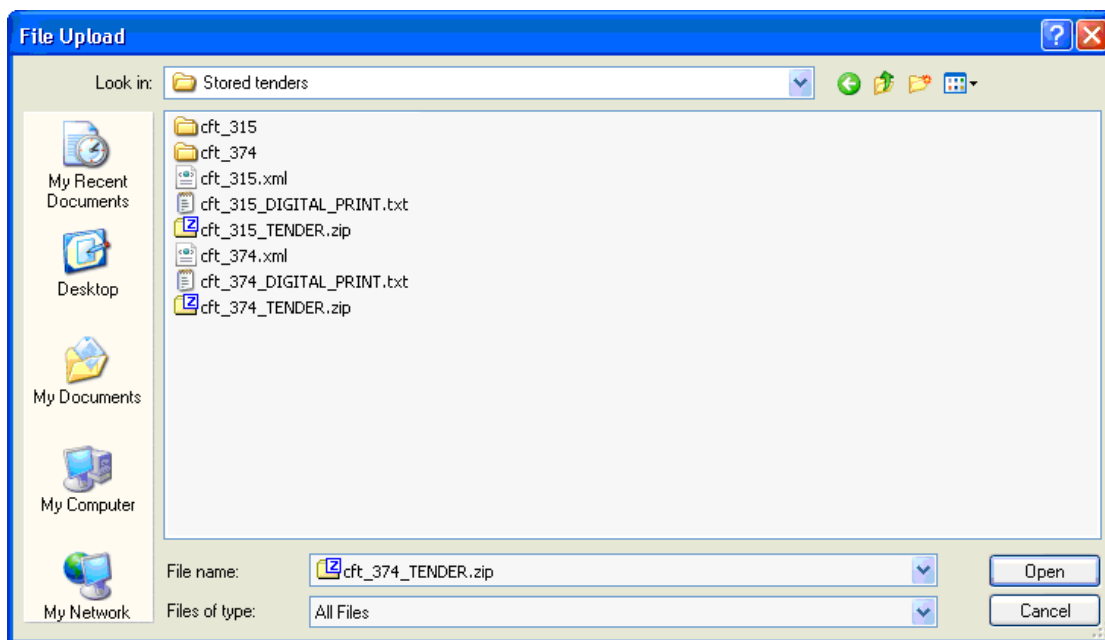 File Upload
Look in: Stored tenders
My Recent
Documents
Desktop
My Documents
My Computer
My Network
cft_315
cft_374
cft_315.xml
cft_315_DIGITAL_PRINT.txt
cft_315_TENDER.zip
cft_374.xml
cft_374_DIGITAL_PRINT.txt
cft_374_TENDER.zip
File name: cft_374_TENDER.zip Open
Files of type: All Files Cancel